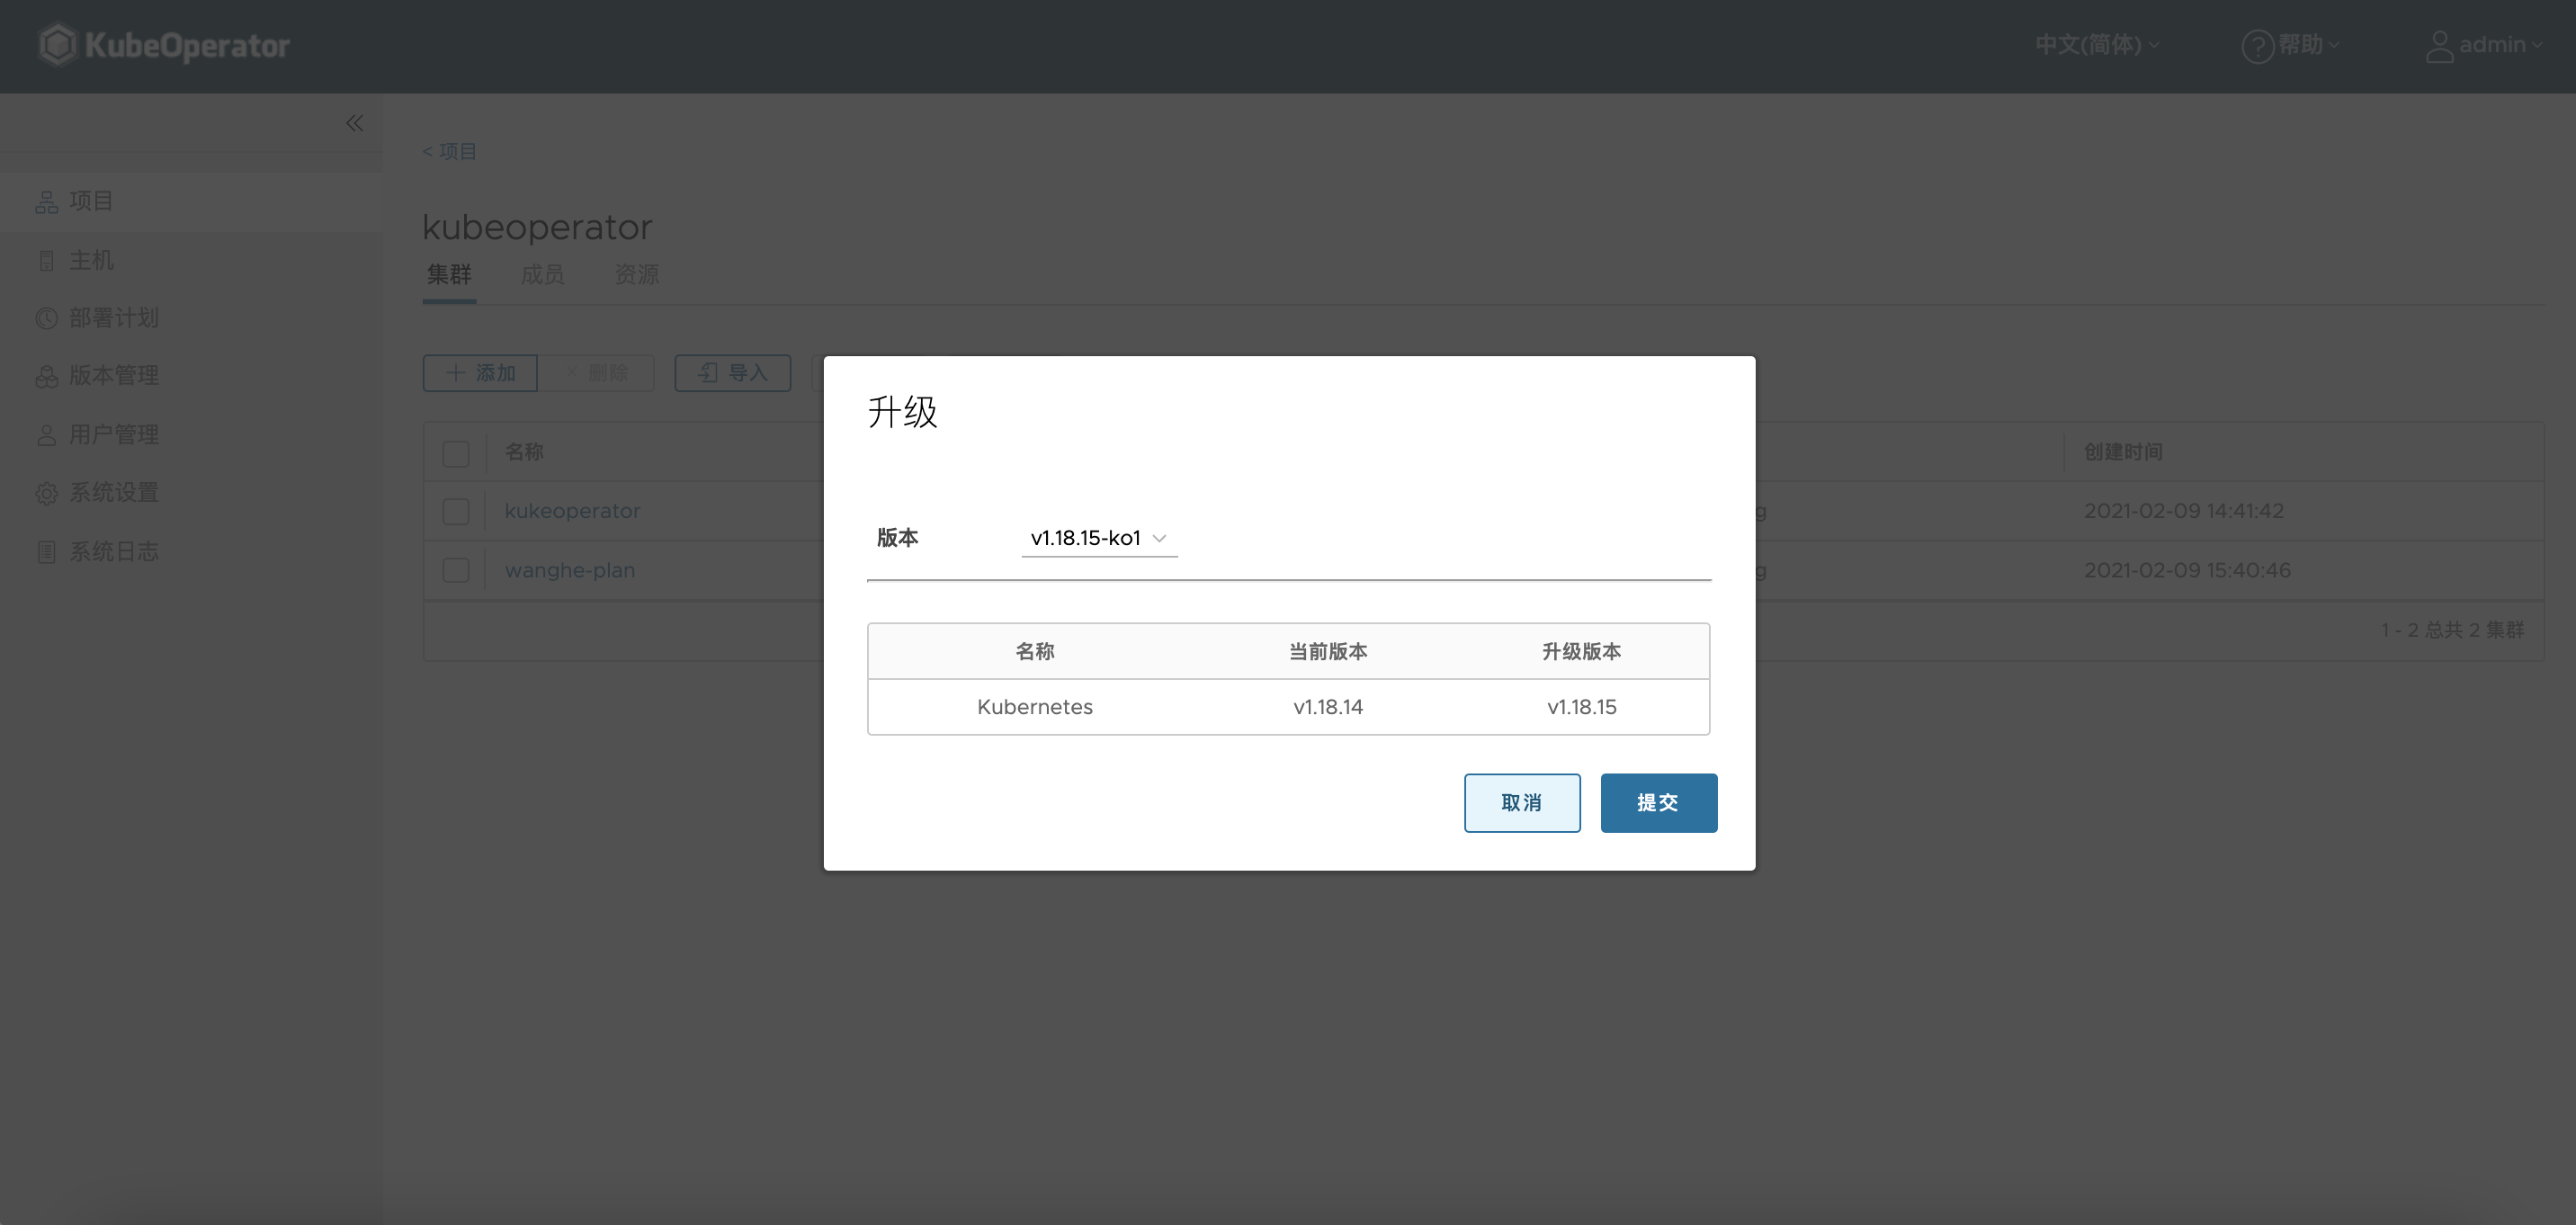 KubeOperator
中文(简体)
帮助
admin
项目
主机
部署计划
版本管理
用户管理
系统设置
系统日志
< 项目
kubeoperator
集群 成员 资源
添加 删除 导入
名称 创建时间
kukeoperator g 2021-02-09 14:41:42
wanghe-plan g 2021-02-09 15:40:46
1 - 2 总共 2 集群
升级
版本 v1.18.15-ko1
名称 当前版本 升级版本
Kubernetes v1.18.14 v1.18.15
取消 提交